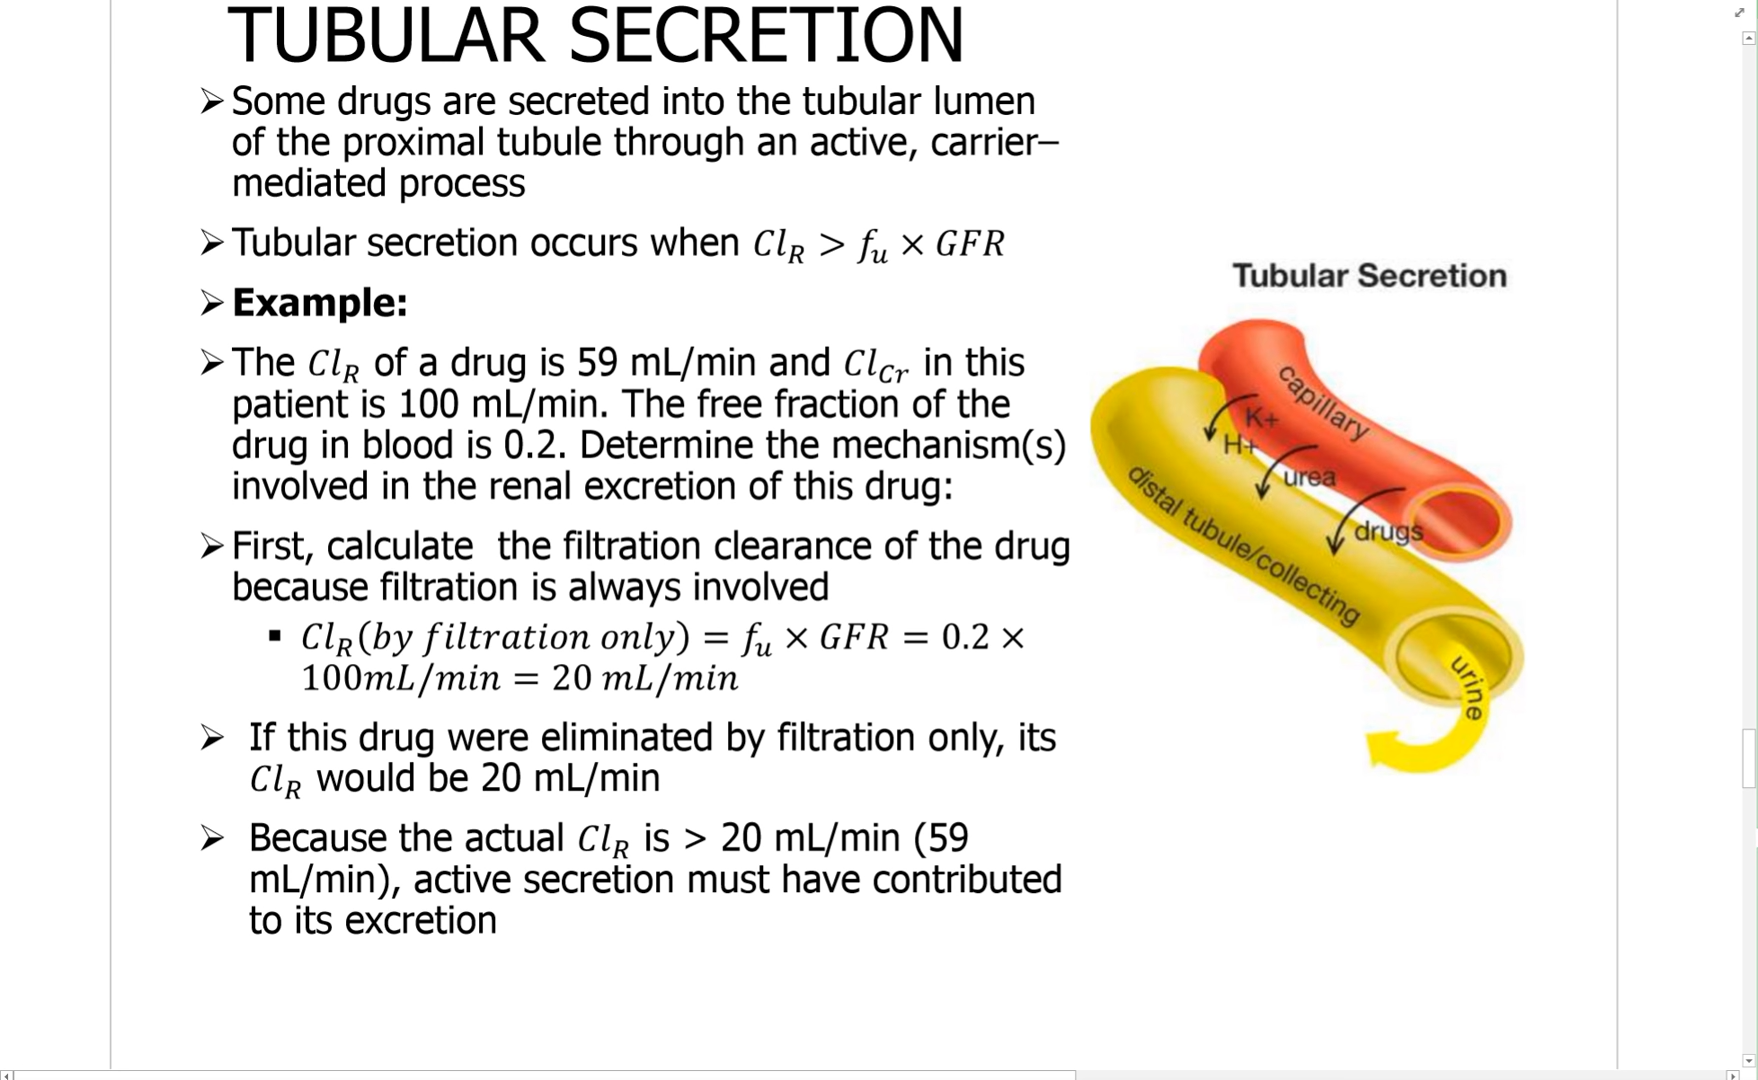 TUBULAR SECRETION
➢ Some drugs are secreted into the tubular lumen
of the proximal tubule through an active, carrier–
mediated process
➢ Tubular secretion occurs when Cl_R > f_u × GFR
➢ Example:
➢ The Cl_R of a drug is 59 mL/min and Cl_Cr in this
patient is 100 mL/min. The free fraction of the
drug in blood is 0.2. Determine the mechanism(s)
involved in the renal excretion of this drug:
➢ First, calculate  the filtration clearance of the drug
because filtration is always involved
▪ Cl_R(by filtration only) = f_u × GFR = 0.2 ×
100mL/min = 20 mL/min
➢ If this drug were eliminated by filtration only, its
Cl_R would be 20 mL/min
➢ Because the actual Cl_R is > 20 mL/min (59
mL/min), active secretion must have contributed
to its excretion
Tubular Secretion
capillary
K+
H+
urea
drugs
distal tubule/collecting
urine